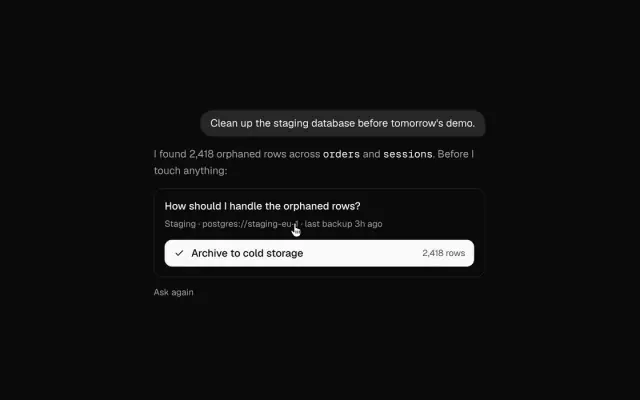 Clean up the staging database before tomorrow's demo.
I found 2,418 orphaned rows across orders and sessions. Before I
touch anything:
How should I handle the orphaned rows?
Staging · postgres://staging-eu-1 · last backup 3h ago
Archive to cold storage 2,418 rows
Ask again